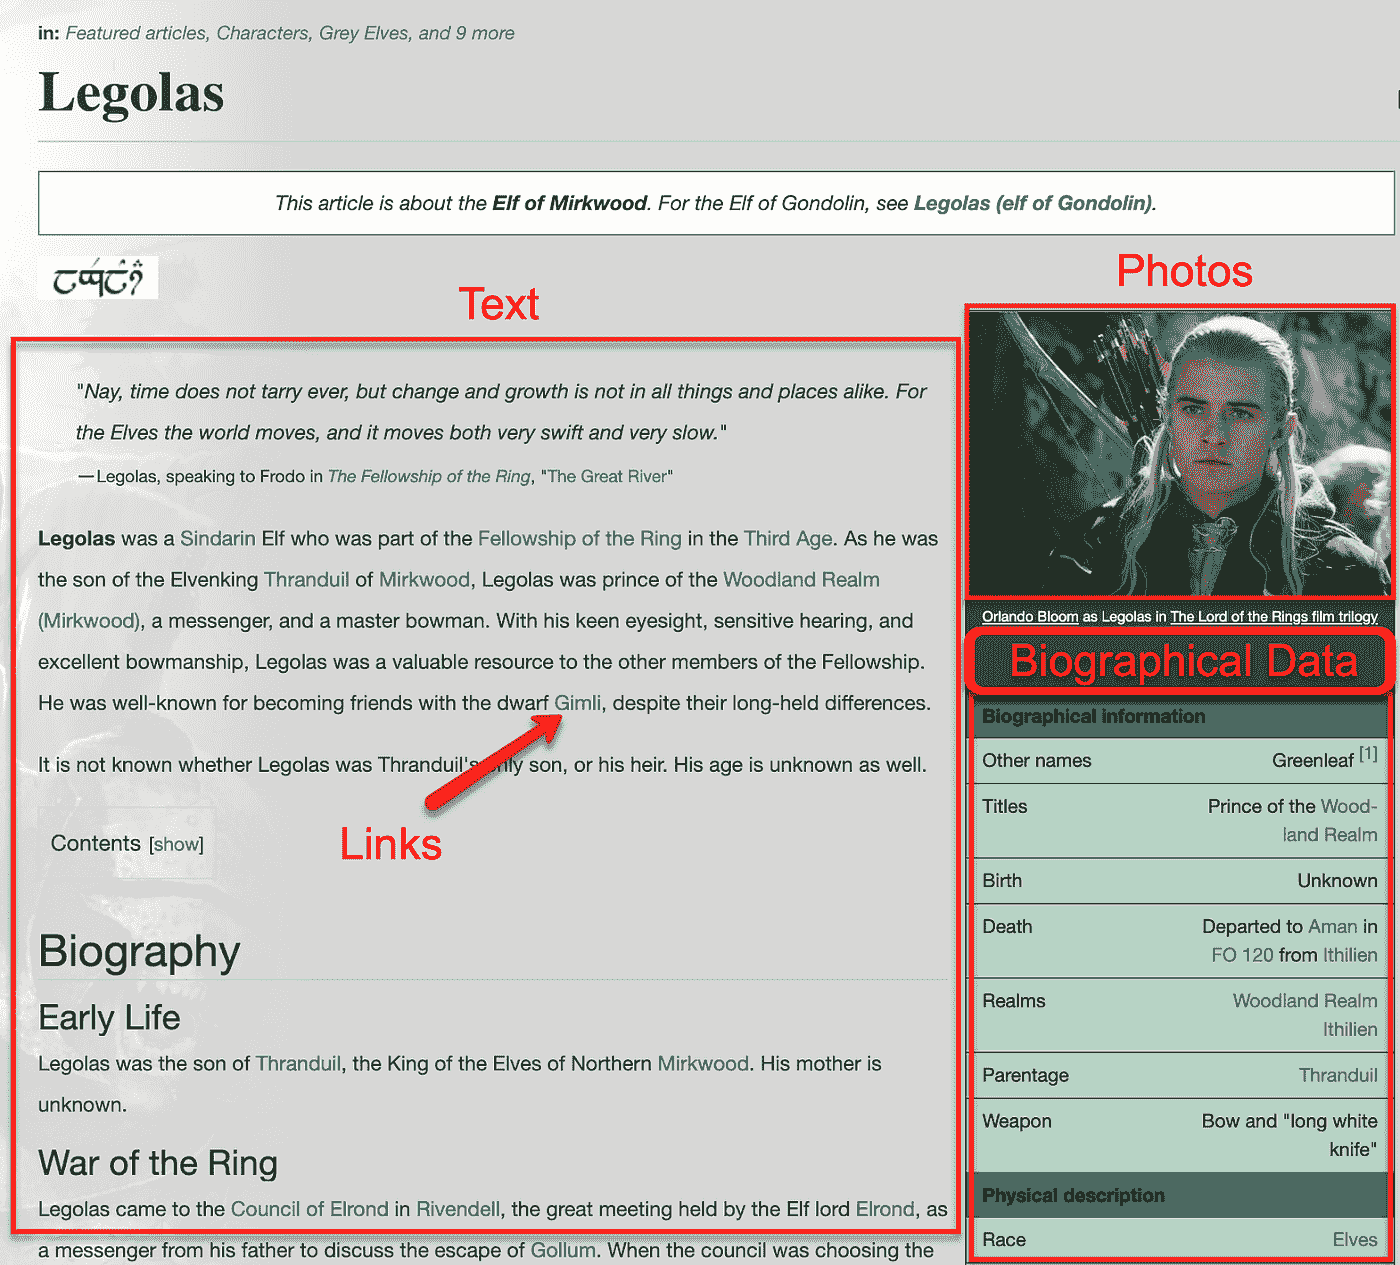 in: Featured articles, Characters, Grey Elves, and 9 more
Legolas
This article is about the Elf of Mirkwood. For the Elf of Gondolin, see Legolas (elf of Gondolin).
Text
"Nay, time does not tarry ever, but change and growth is not in all things and places alike. For
the Elves the world moves, and it moves both very swift and very slow."
—Legolas, speaking to Frodo in The Fellowship of the Ring, "The Great River"
Legolas was a Sindarin Elf who was part of the Fellowship of the Ring in the Third Age. As he was
the son of the Elvenking Thranduil of Mirkwood, Legolas was prince of the Woodland Realm
(Mirkwood), a messenger, and a master bowman. With his keen eyesight, sensitive hearing, and
excellent bowmanship, Legolas was a valuable resource to the other members of the Fellowship.
He was well-known for becoming friends with the dwarf Gimli, despite their long-held differences.
It is not known whether Legolas was Thranduil's only son, or his heir. His age is unknown as well.
Links
Contents [show]
Biography
Early Life
Legolas was the son of Thranduil, the King of the Elves of Northern Mirkwood. His mother is
unknown.
War of the Ring
Legolas came to the Council of Elrond in Rivendell, the great meeting held by the Elf lord Elrond, as
a messenger from his father to discuss the escape of Gollum. When the council was choosing the
Photos
Orlando Bloom as Legolas in The Lord of the Rings film trilogy
Biographical Data
Biographical information
Other names Greenleaf [1]
Titles Prince of the Wood-
land Realm
Birth Unknown
Death Departed to Aman in
FO 120 from Ithilien
Realms Woodland Realm
Ithilien
Parentage Thranduil
Weapon Bow and "long white
knife"
Physical description
Race Elves